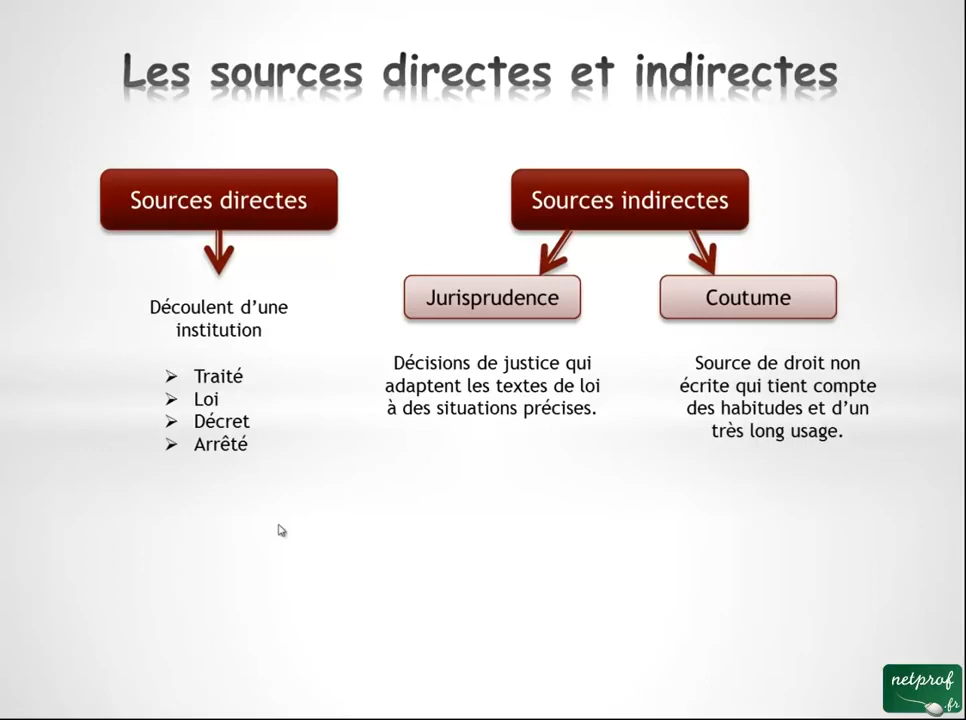 Les sources directes et indirectes
Sources directes
Découlent d’une
institution
➢ Traité
➢ Loi
➢ Décret
➢ Arrêté
Sources indirectes
Jurisprudence
Décisions de justice qui
adaptent les textes de loi
à des situations précises.
Coutume
Source de droit non
écrite qui tient compte
des habitudes et d’un
très long usage.
netprof
.fr